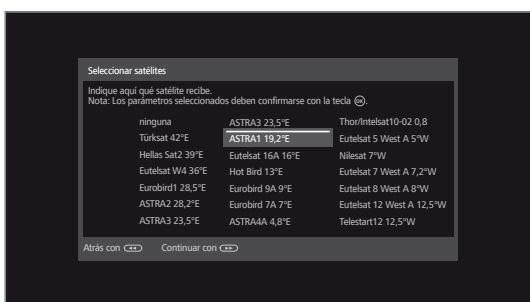 Seleccionar satélites
Indique aquí qué satélite recibe.
Nota: Los parámetros seleccionados deben confirmarse con la tecla OK.
ninguna
Türksat 42°E
Hellas Sat2 39°E
Eutelsat W4 36°E
Eurobird1 28,5°E
ASTRA2 28,2°E
ASTRA3 23,5°E
ASTRA3 23,5°E
ASTRA1 19,2°E
Eutelsat 16A 16°E
Hot Bird 13°E
Eurobird 9A 9°E
Eurobird 7A 7°E
ASTRA4A 4,8°E
Thor/Intelsat10-02 0,8
Eutelsat 5 West A 5°W
Nilesat 7°W
Eutelsat 7 West A 7,2°W
Eutelsat 8 West A 8°W
Eutelsat 12 West A 12,5°W
Telestart12 12,5°W
Atrás con Continuar con